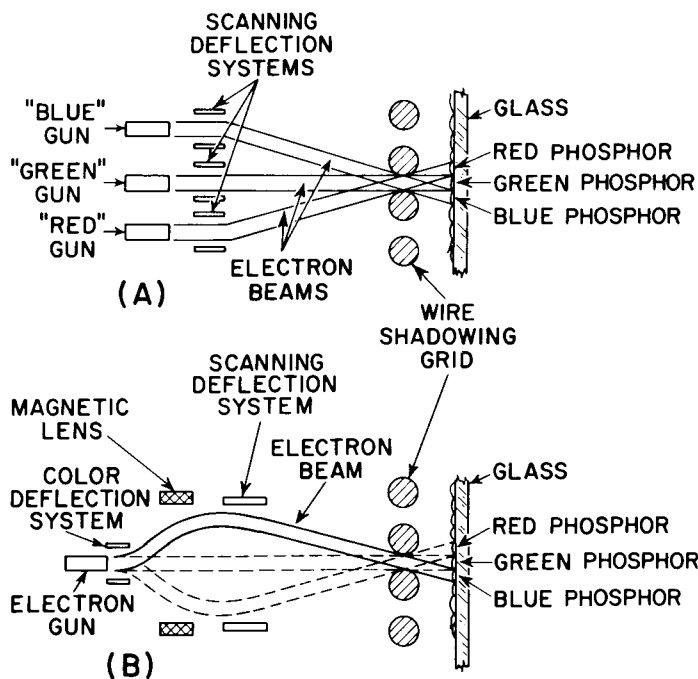 SCANNING
DEFLECTION
SYSTEMS
"BLUE"
GUN
"GREEN"
GUN
"RED"
GUN
ELECTRON
BEAMS
GLASS
RED PHOSPHOR
GREEN PHOSPHOR
BLUE PHOSPHOR
(A)
WIRE
SHADOWING
GRID
SCANNING
DEFLECTION
SYSTEM
MAGNETIC
LENS
ELECTRON
BEAM
COLOR
DEFLECTION
SYSTEM
ELECTRON
GUN
GLASS
RED PHOSPHOR
GREEN PHOSPHOR
BLUE PHOSPHOR
(B)